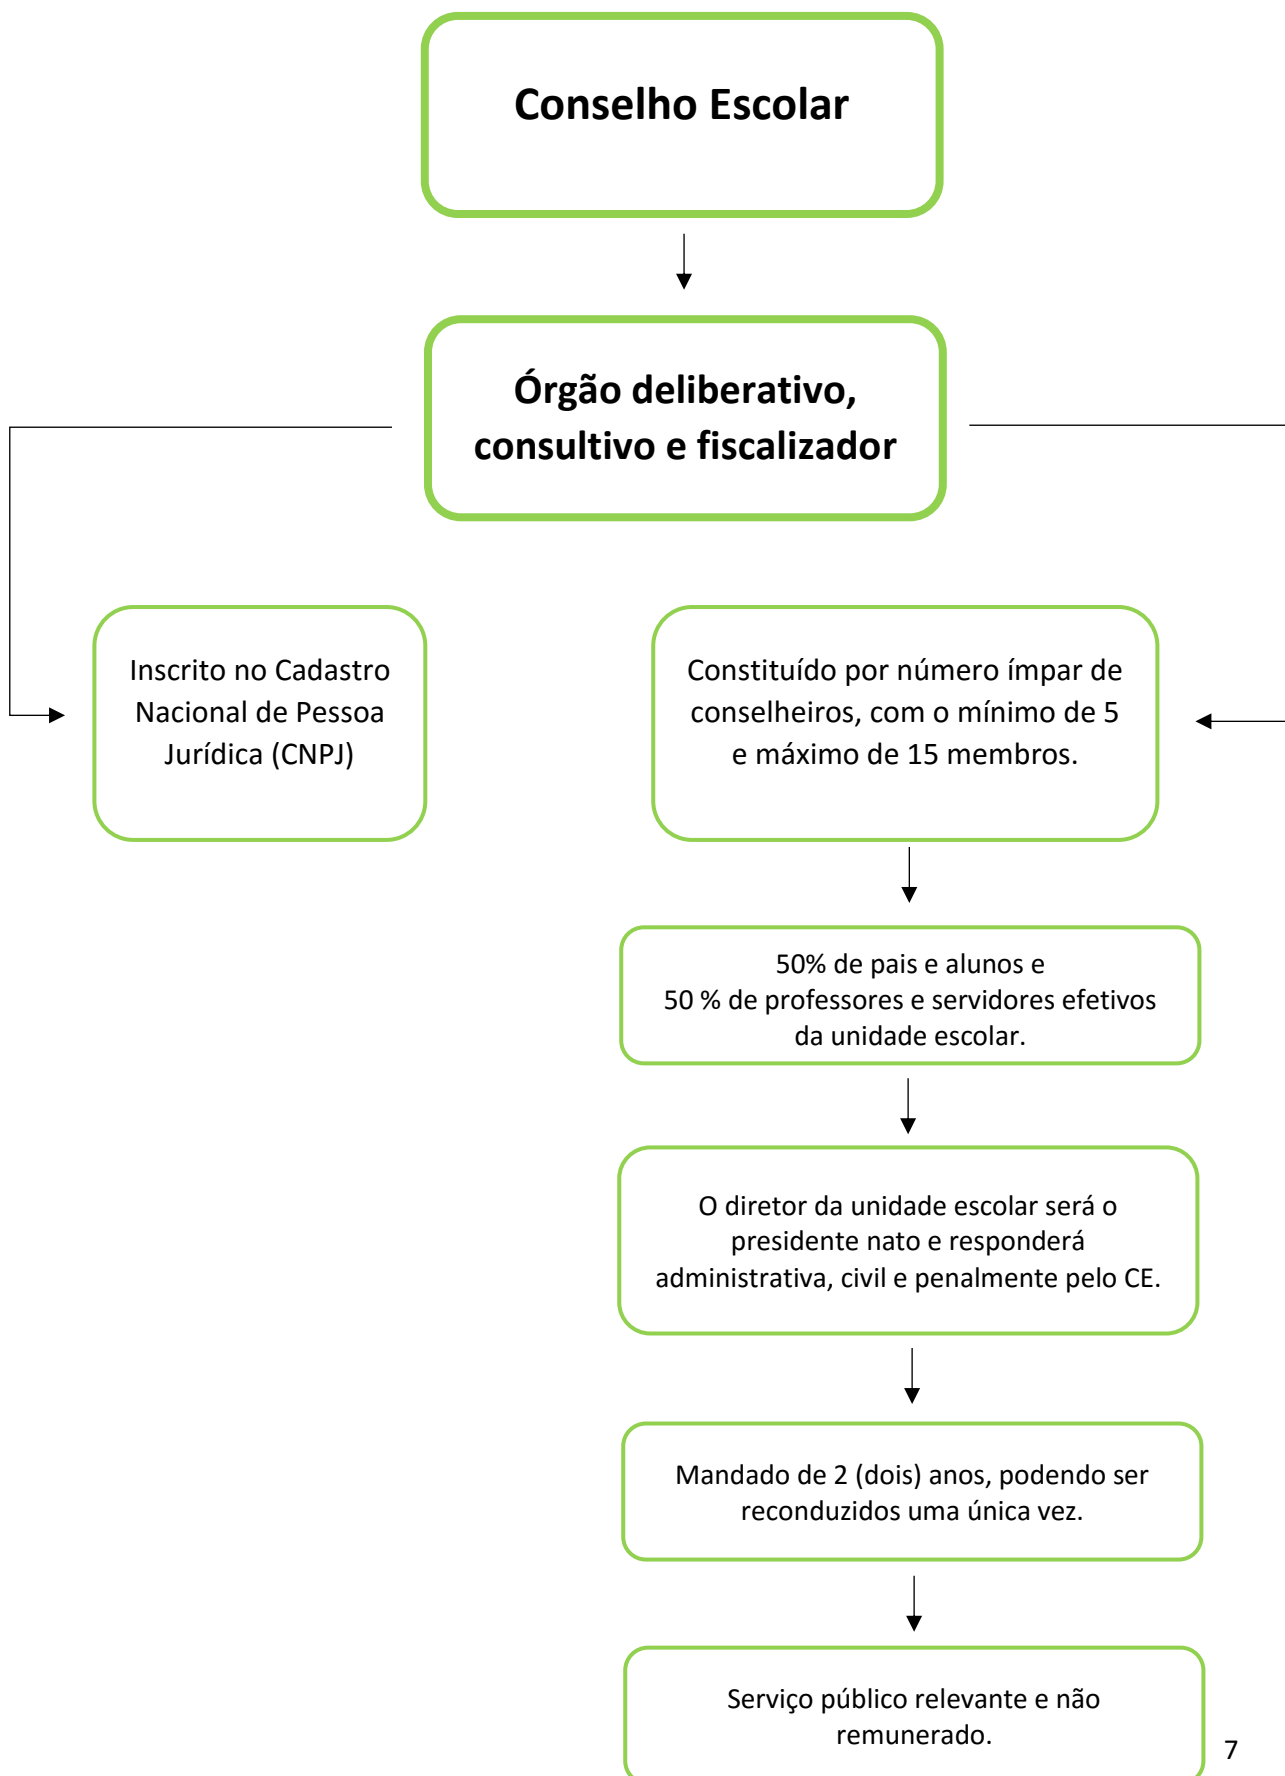 Conselho Escolar
Órgão deliberativo,
consultivo e fiscalizador
Inscrito no Cadastro
Nacional de Pessoa
Jurídica (CNPJ)
Constituído por número ímpar de
conselheiros, com o mínimo de 5
e máximo de 15 membros.
50% de pais e alunos e
50 % de professores e servidores efetivos
da unidade escolar.
O diretor da unidade escolar será o
presidente nato e responderá
administrativa, civil e penalmente pelo CE.
Mandado de 2 (dois) anos, podendo ser
reconduzidos uma única vez.
Serviço público relevante e não
remunerado.
7